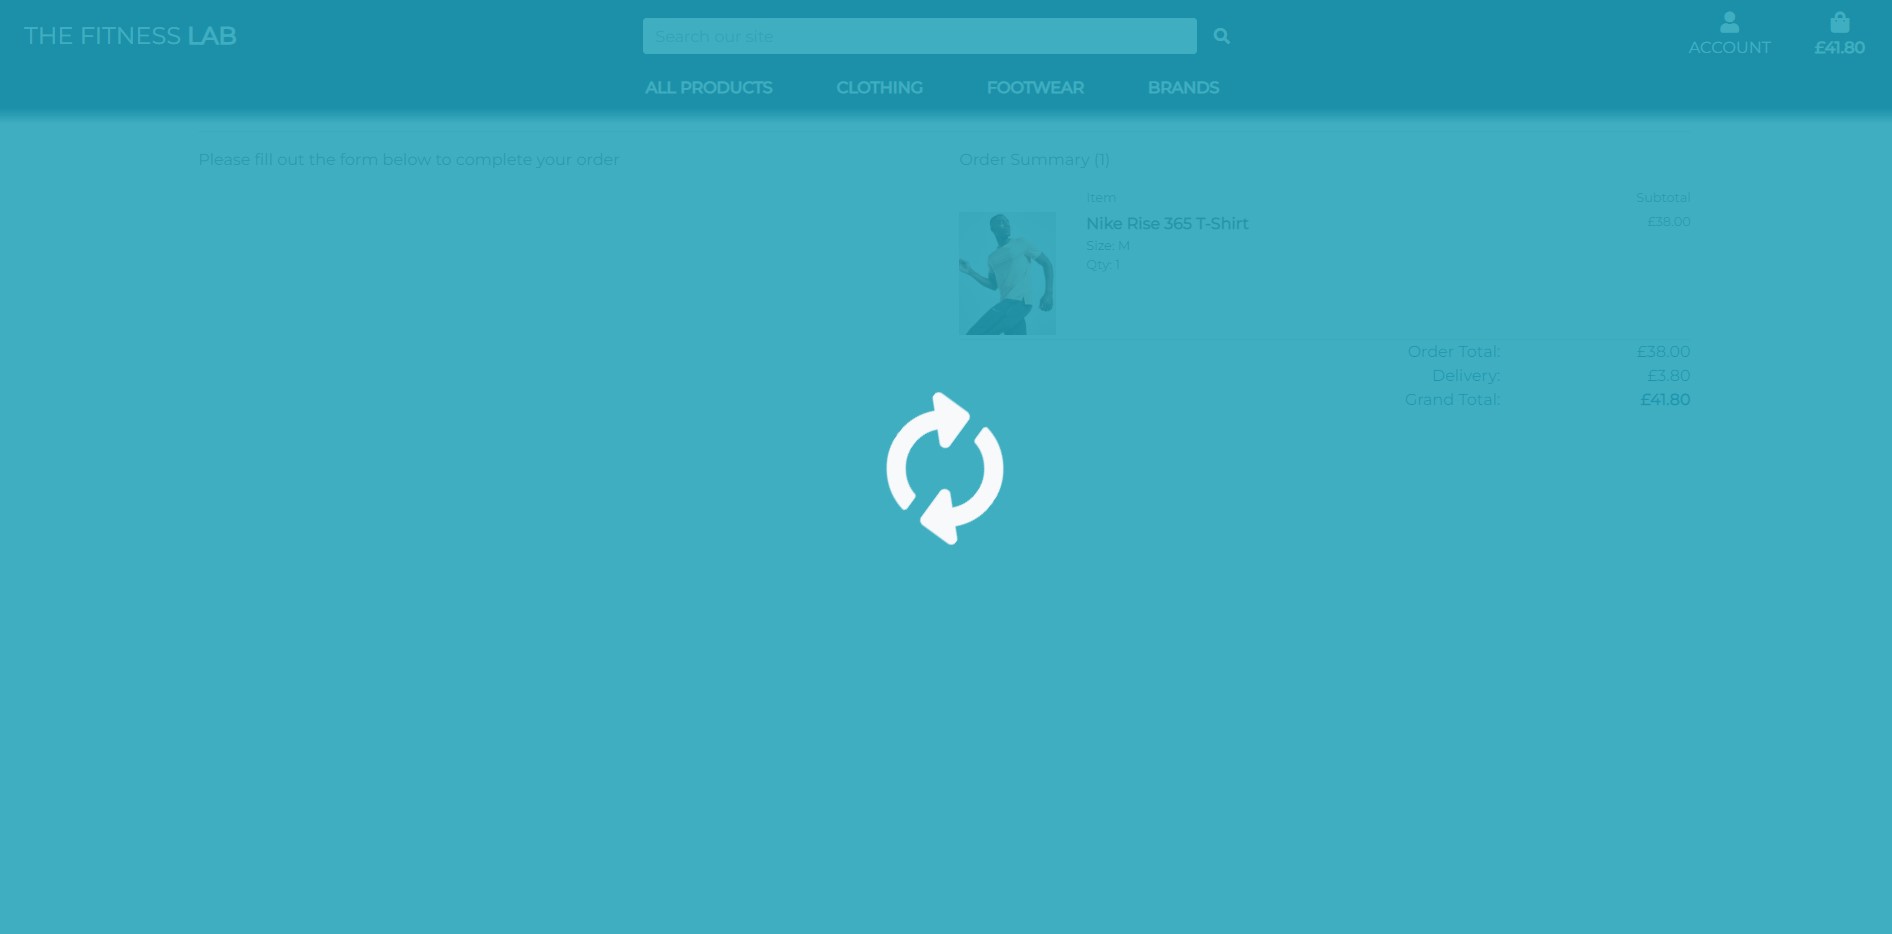 THE FITNESS LAB
Search our site
ACCOUNT
£41.80
ALL PRODUCTS
CLOTHING
FOOTWEAR
BRANDS
Please fill out the form below to complete your order
Order Summary (1)
Item
Subtotal
Nike Rise 365 T-Shirt
£38.00
Size: M
Qty: 1
Order Total:
£38.00
Delivery:
£3.80
Grand Total:
£41.80